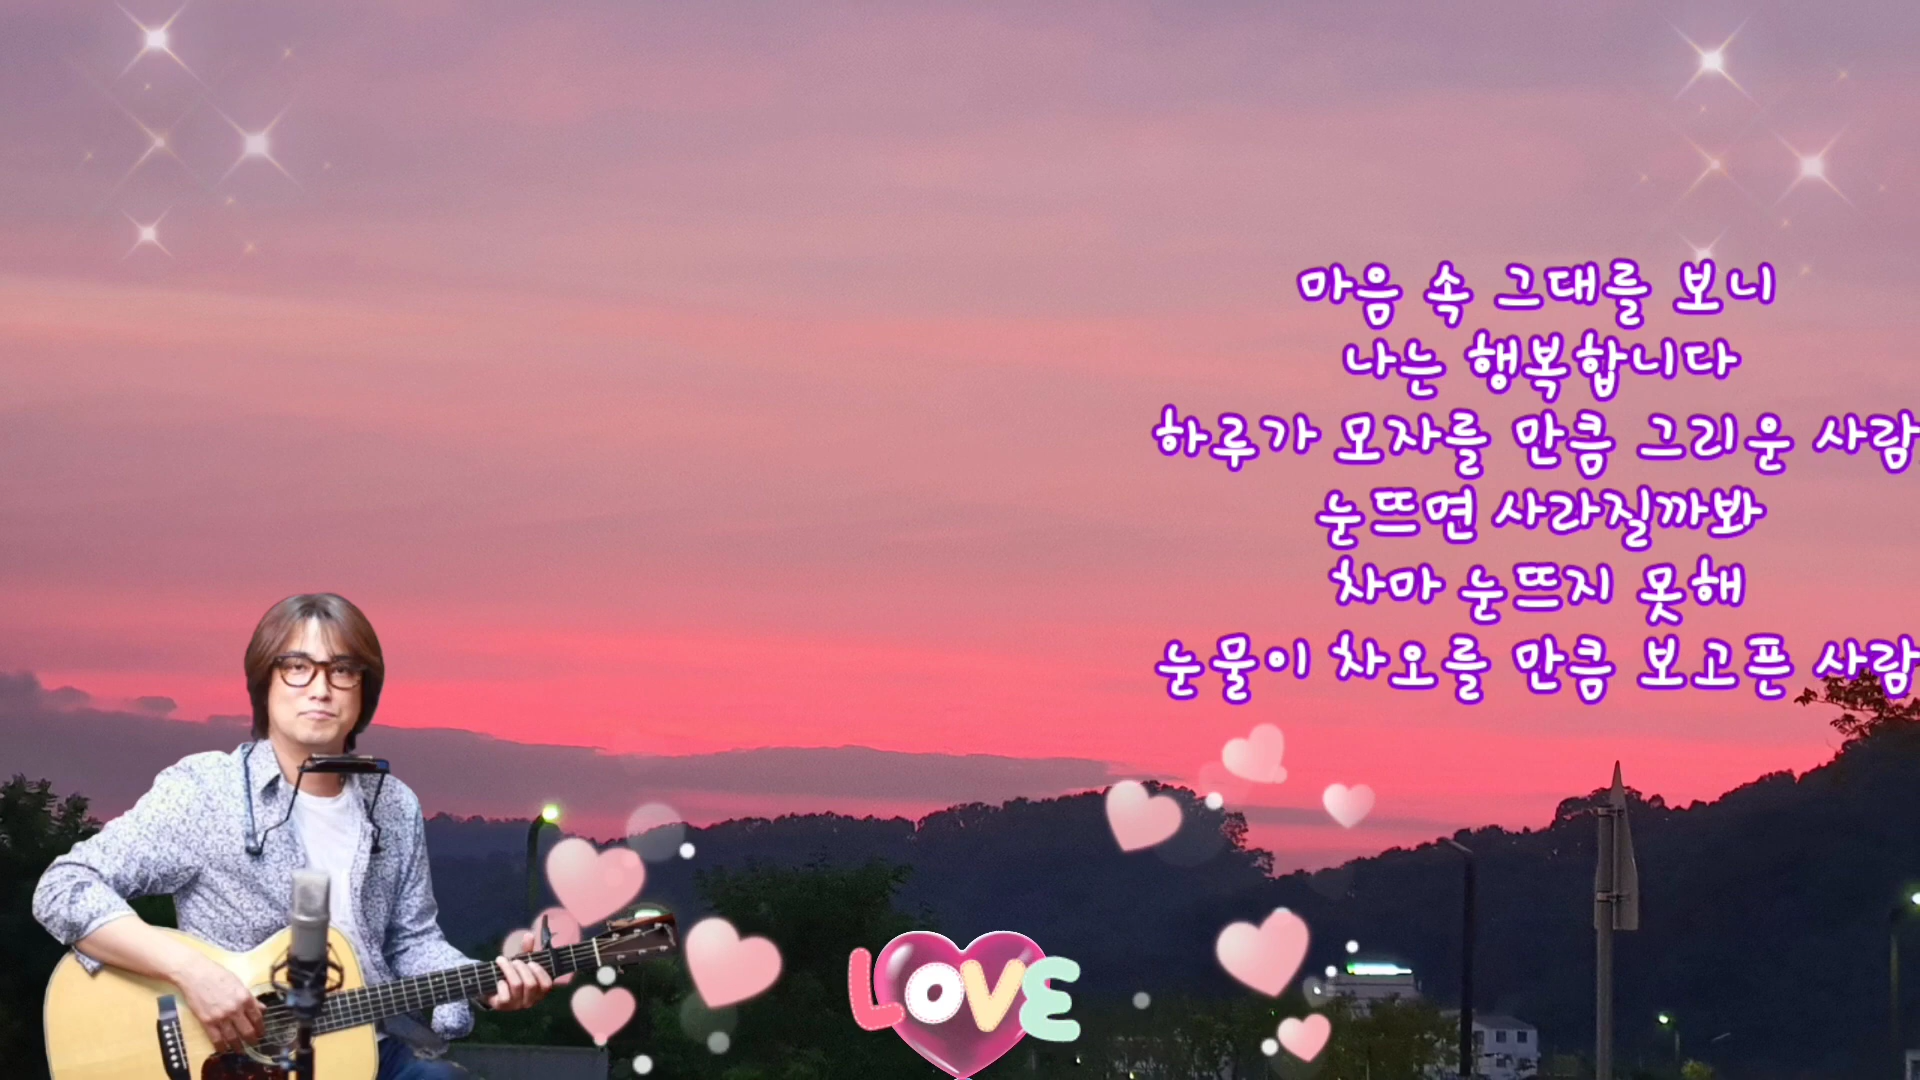 마음 속 그대를 보니
나는 행복합니다
하루가 모자를 만큼 그리운 사람
눈뜨면 사라질까봐
차마 눈뜨지 못해
눈물이 차오를 만큼 보고픈 사람
LOVE